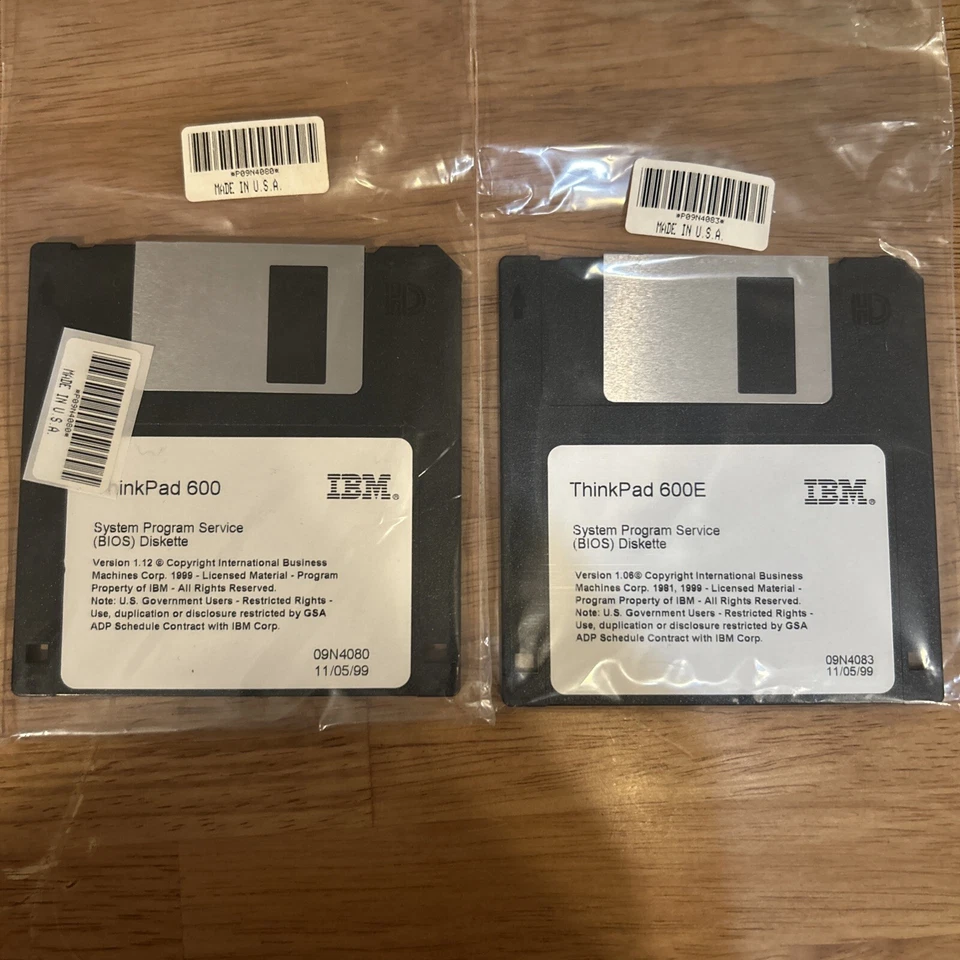 *P09N4080*
MADE IN U.S.A.
*P09N4080*
MADE IN U.S.A.
HD
inkPad 600
IBM®
System Program Service
(BIOS) Diskette
Version 1.12 © Copyright International Business
Machines Corp. 1999 - Licensed Material - Program
Property of IBM - All Rights Reserved.
Note: U.S. Government Users - Restricted Rights -
Use, duplication or disclosure restricted by GSA
ADP Schedule Contract with IBM Corp.
09N4080
11/05/99
*P09N4083*
MADE IN U.S.A.
HD
ThinkPad 600E
IBM®
System Program Service
(BIOS) Diskette
Version 1.06© Copyright International Business
Machines Corp. 1981, 1999 - Licensed Material -
Program Property of IBM - All Rights Reserved.
Note: U.S. Government Users - Restricted Rights -
Use, duplication or disclosure restricted by GSA
ADP Schedule Contract with IBM Corp.
09N4083
11/05/99